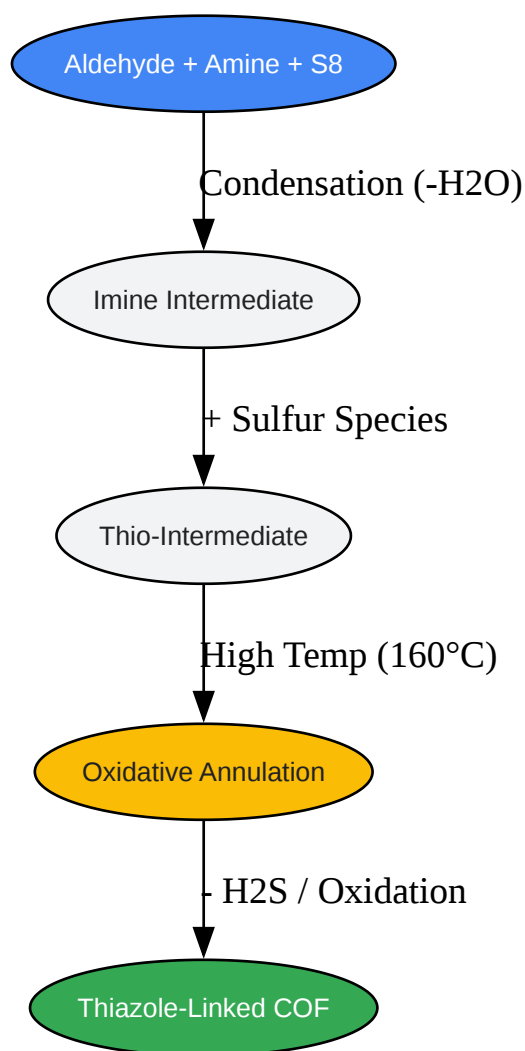 Aldehyde + Amine + S8
Condensation (-H2O)
Imine Intermediate
+ Sulfur Species
Thio-Intermediate
High Temp (160°C)
Oxidative Annulation
- H2S / Oxidation
Thiazole-Linked COF